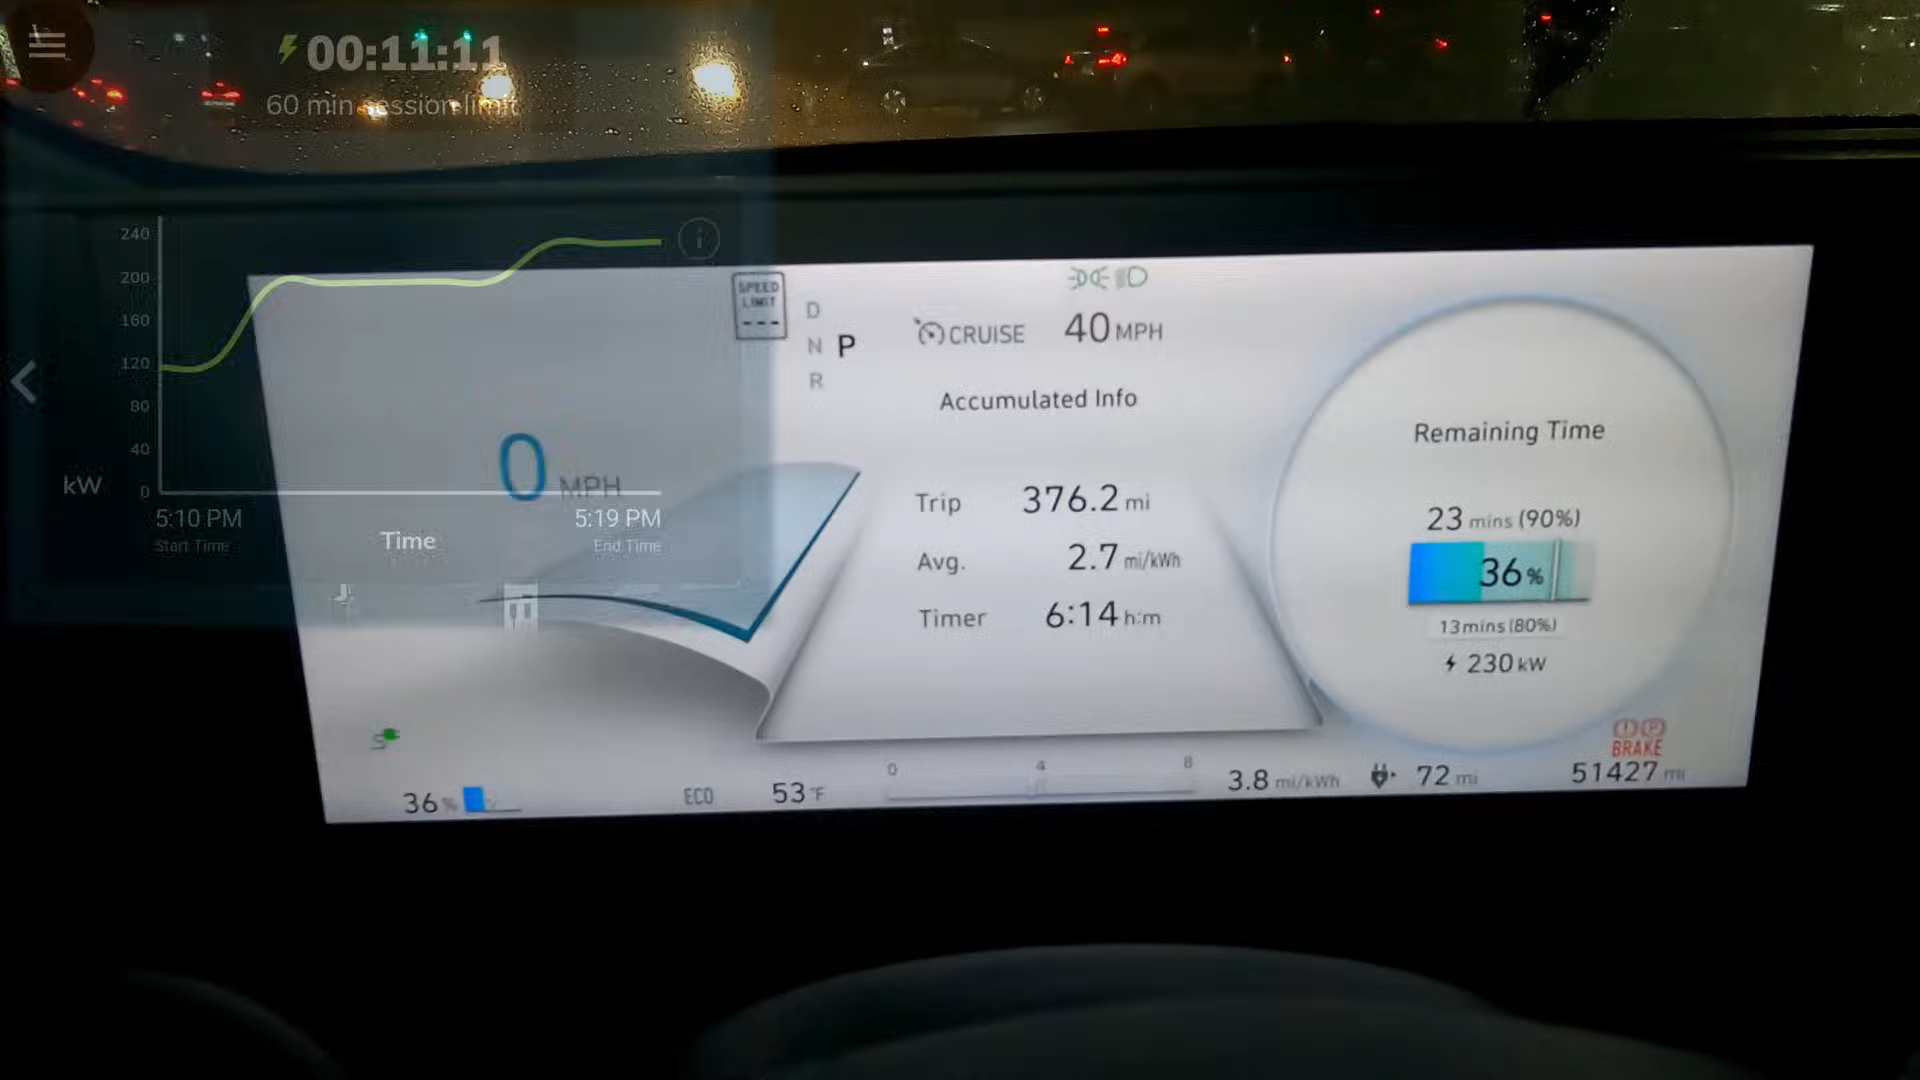 00:11:11
60 min session limit
240
200
160
120
80
40
0
kW
5:10 PM
5:19 PM
Start Time
Time
End Time
SPEED
LIMIT
---
D
N P
R
CRUISE 40 MPH
Accumulated Info
0 MPH
Trip 376.2 mi
Avg. 2.7 mi/kWh
Timer 6:14 h:m
Remaining Time
23 mins (90%)
36%
13mins (80%)
230 kW
BRAKE
36%
ECO
53°F
0 4 8
3.8 mi/kWh
72 mi
51427 mi